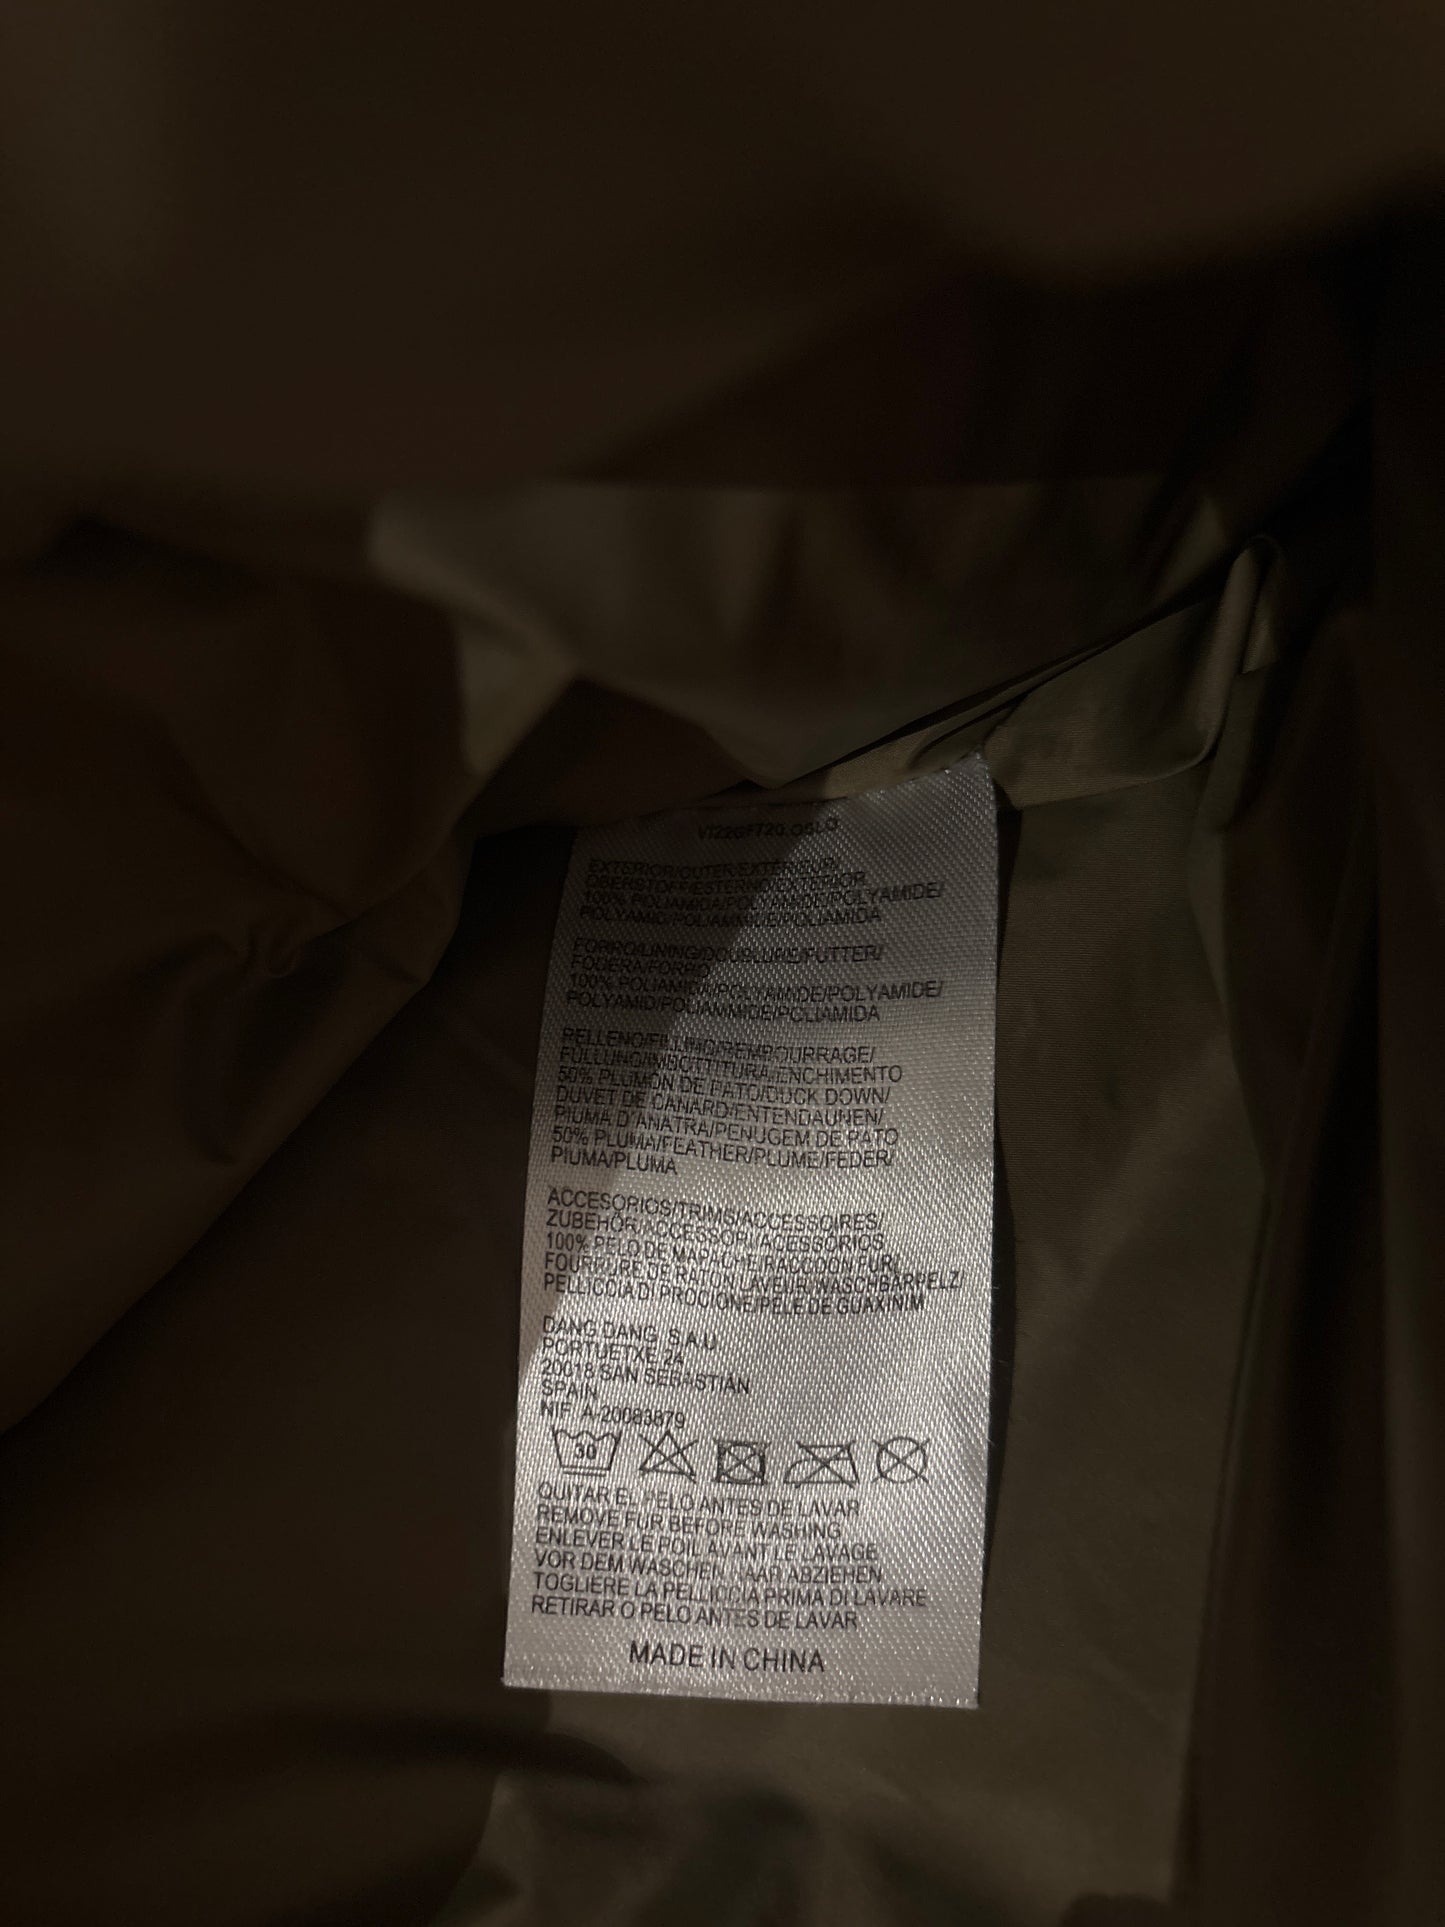 VI22GF720.OSLO
EXTERIOR/OUTER/EXTÉRIEUR/
OBERSTOFF/ESTERNO/EXTERIOR
100% POLIAMIDA/POLYAMIDE/POLYAMIDE/
POLYAMID/POLIAMMIDE/POLIAMIDA
FORRO/LINING/DOUBLURE/FUTTER/
FODERA/FORRO
100% POLIAMIDA/POLYAMIDE/POLYAMIDE/
POLYAMID/POLIAMMIDE/POLIAMIDA
RELLENO/FILLING/REMBOURRAGE/
FÜLLUNG/IMBOTTITURA/ENCHIMENTO
50% PLUMÓN DE PATO/DUCK DOWN/
DUVET DE CANARD/ENTENDAUNEN/
PIUMA D'ANATRA/PENUGEM DE PATO
50% PLUMA/FEATHER/PLUME/FEDER/
PIUMA/PLUMA
ACCESORIOS/TRIMS/ACCESSOIRES/
ZUBEHÖR/ACCESSORI/ACESSÓRIOS
100% PELO DE MAPACHE/RACCOON FUR/
FOURRURE DE RATON LAVEUR/WASCHBÄRPELZ/
PELLICCIA DI PROCIONE/PELE DE GUAXINIM
DANG DANG S.A.U
PORTUETXE 24
20018 SAN SEBASTIAN
SPAIN
NIF A-20083879
30
QUITAR EL PELO ANTES DE LAVAR
REMOVE FUR BEFORE WASHING
ENLEVER LE POIL AVANT LE LAVAGE
VOR DEM WASCHEN HAAR ABZIEHEN
TOGLIERE LA PELLICCIA PRIMA DI LAVARE
RETIRAR O PELO ANTES DE LAVAR
MADE IN CHINA